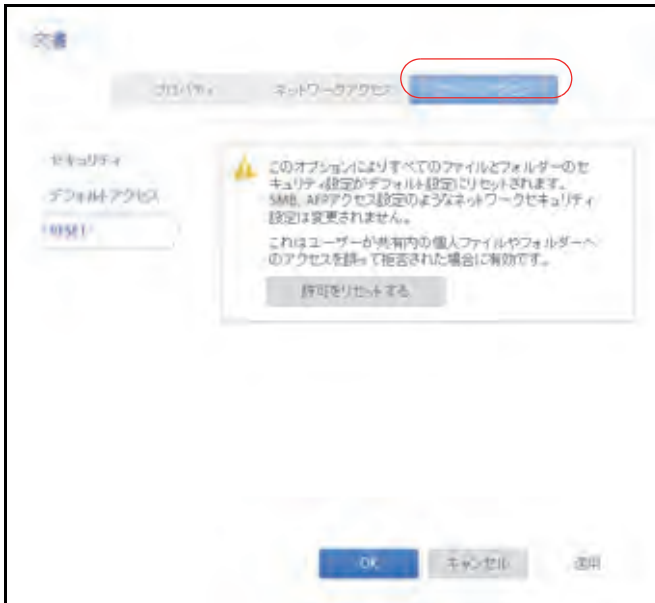 文書
プロパティ
ネットワークアクセス
セキュリティ
デフォルトアクセス
RESET
このオプションによりすべてのファイルとフォルダーのセ
キュリティ設定がデフォルト設定にリセットされます。
SMB、AFPアクセス設定のようなネットワークセキュリティ
設定は変更されません。
これはユーザーが共有内の個人ファイルやフォルダーへ
のアクセスを誤って拒否された場合に有効です。
許可をリセットする
OK
キャンセル
適用